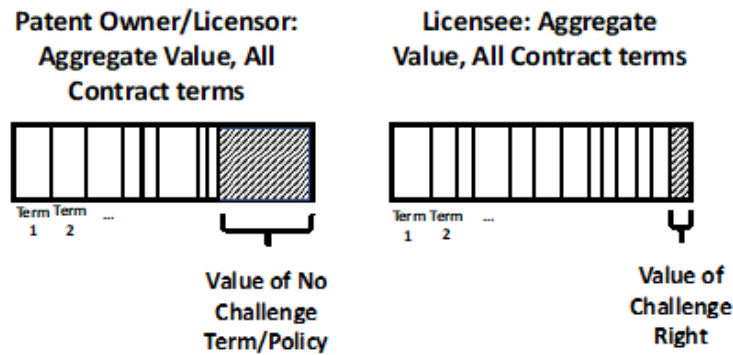 Patent Owner/Licensor:
Aggregate Value, All
Contract terms
Term Term ...
1 2
Value of No
Challenge
Term/Policy
Licensee: Aggregate
Value, All Contract terms
Term Term ...
1 2
Value of
Challenge
Right